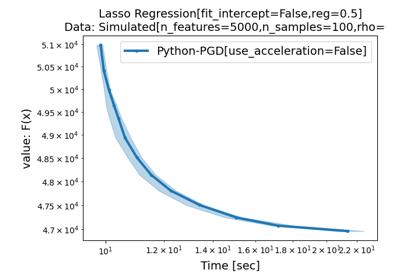 Lasso Regression[fit_intercept=False,reg=0.5]
Data: Simulated[n_features=5000,n_samples=100,rho=
Python-PGD[use_acceleration=False]
value: F(x)
5.1 × 10⁴
5.05 × 10⁴
5 × 10⁴
4.95 × 10⁴
4.9 × 10⁴
4.85 × 10⁴
4.8 × 10⁴
4.75 × 10⁴
4.7 × 10⁴
10¹ 1.2 × 10¹ 1.4 × 10¹ 1.6 × 10¹ 1.8 × 10¹ 2 × 10¹ 2.2 × 10¹
Time [sec]